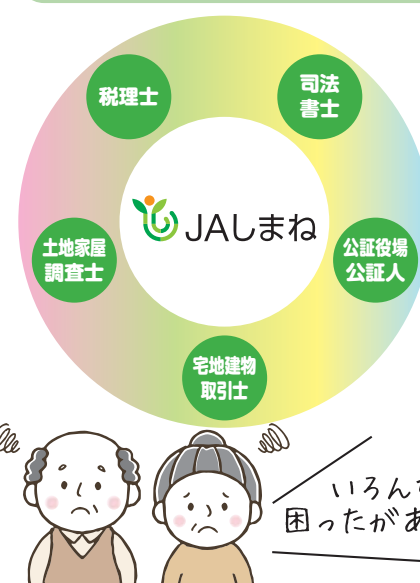 税理士
司法
書士
JAしまね
土地家屋
調査士
公証役場
公証人
宅地建物
取引士
いろん
困ったがあ